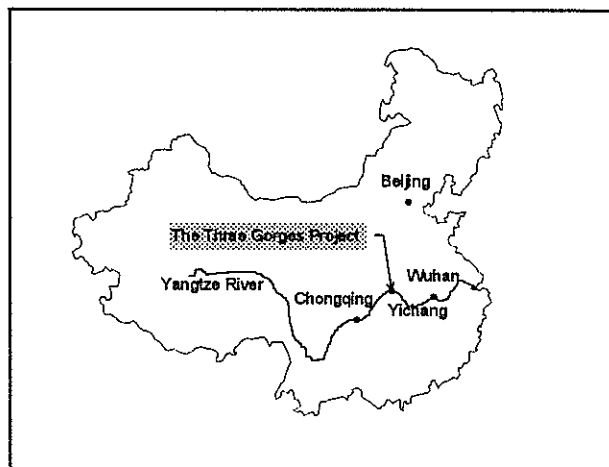 Beijing
The Three Gorges Project
Wuhan
Yangtze River
Chongqing
Yichang